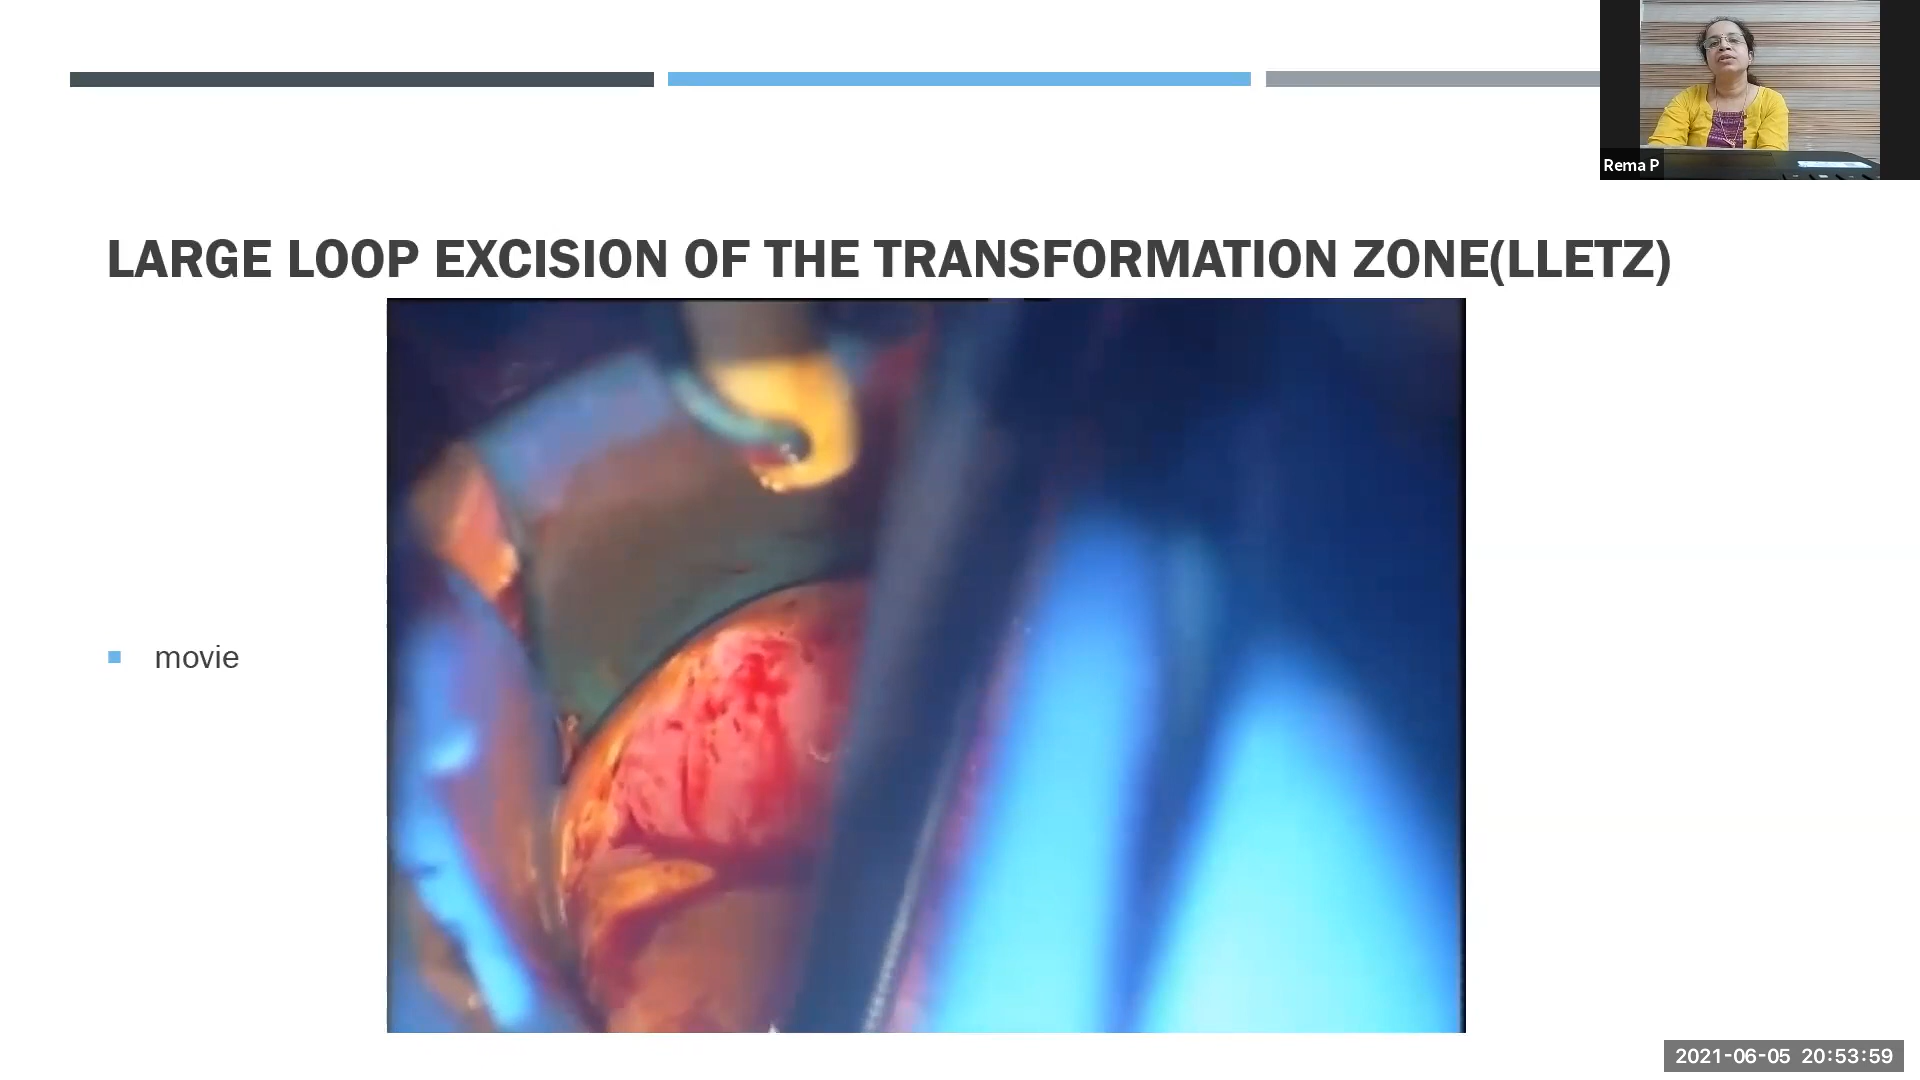 Rema P
LARGE LOOP EXCISION OF THE TRANSFORMATION ZONE(LLETZ)
movie
2021-06-05 20:53:59